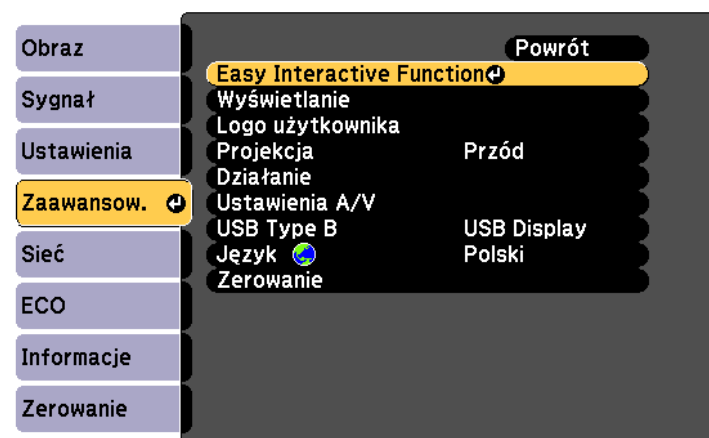 Obraz
Sygnał
Ustawienia
Zaawansow.
Sieć
ECO
Informacje
Zerowanie
Powrót
Easy Interactive Function
Wyświetlanie
Logo użytkownika
Projekcja Przód
Działanie
Ustawienia A/V
USB Type B USB Display
Język Polski
Zerowanie